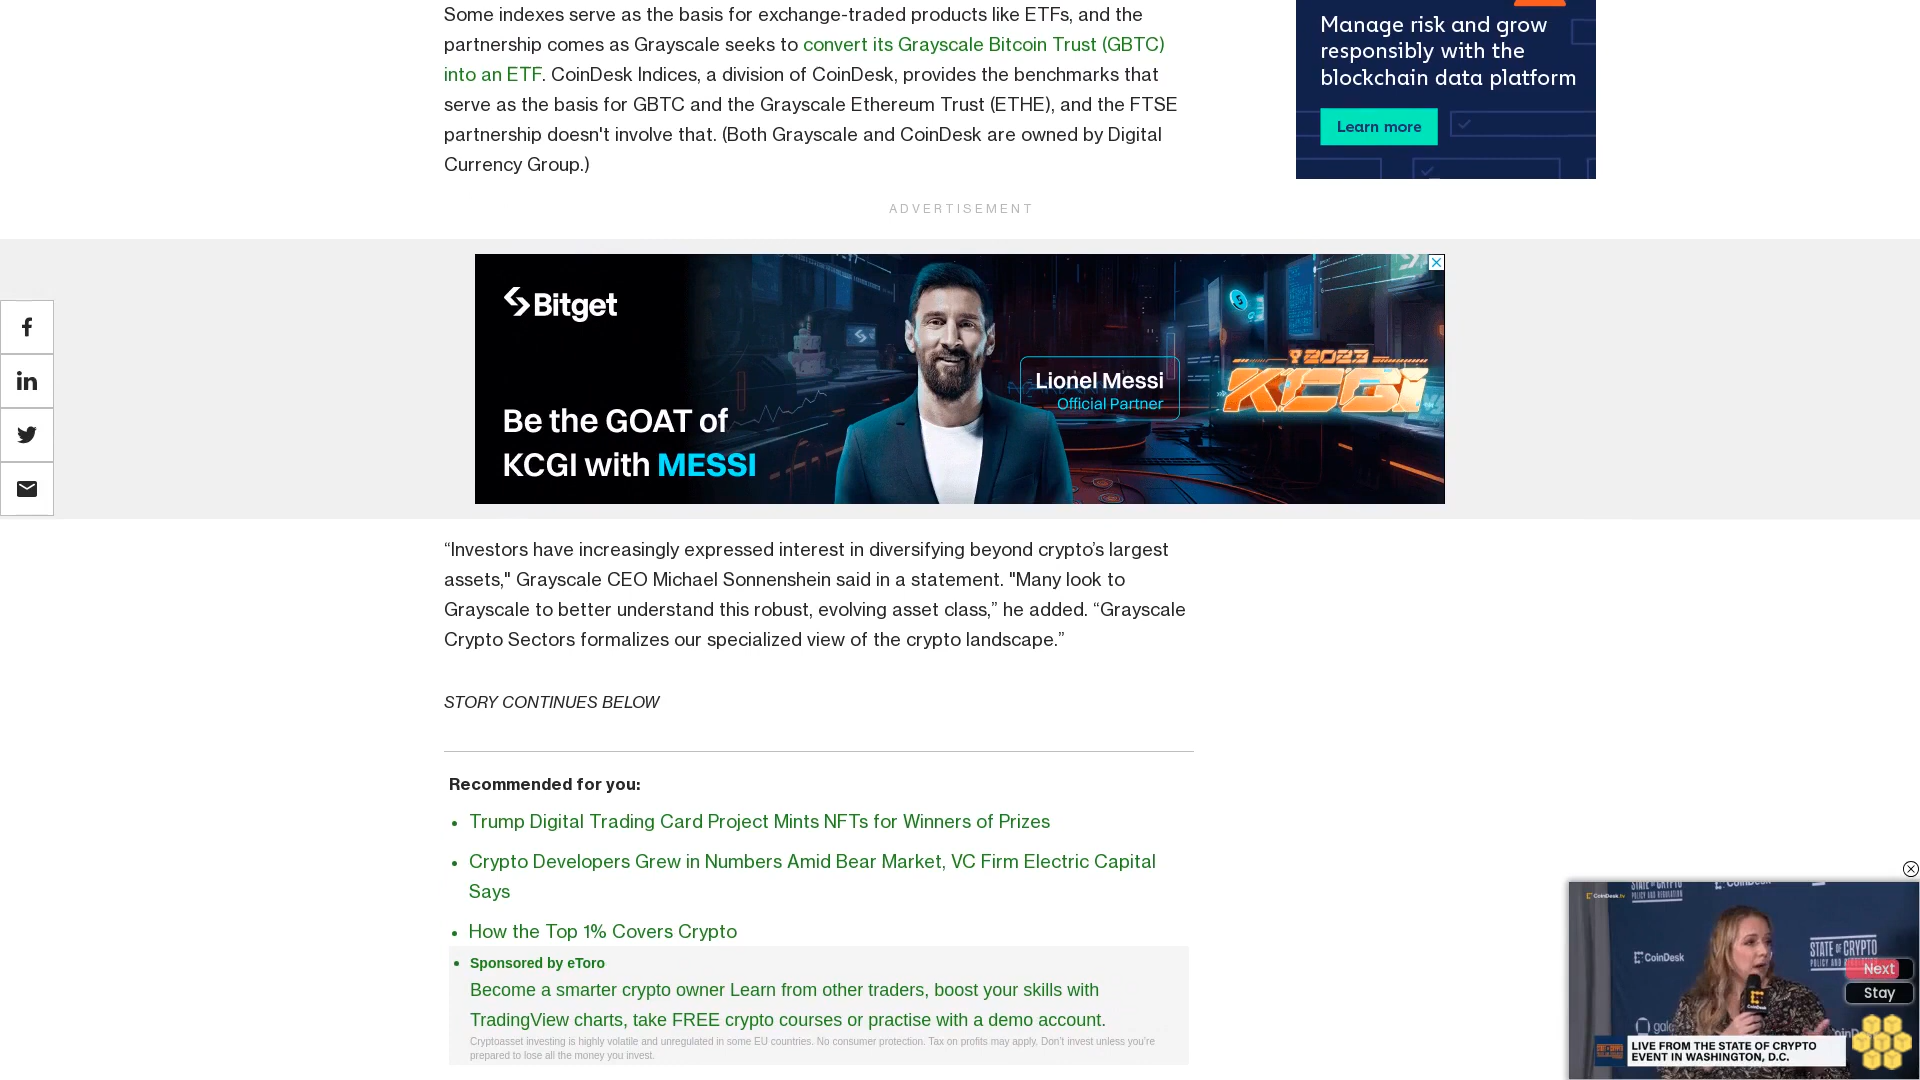 Some indexes serve as the basis for exchange-traded products like ETFs, and the
partnership comes as Grayscale seeks to convert its Grayscale Bitcoin Trust (GBTC)
into an ETF. CoinDesk Indices, a division of CoinDesk, provides the benchmarks that
serve as the basis for GBTC and the Grayscale Ethereum Trust (ETHE), and the FTSE
partnership doesn't involve that. (Both Grayscale and CoinDesk are owned by Digital
Currency Group.)
Manage risk and grow
responsibly with the
blockchain data platform
Learn more
ADVERTISEMENT
Bitget
Be the GOAT of
KCGI with MESSI
Lionel Messi
Official Partner
2023
KCGI
“Investors have increasingly expressed interest in diversifying beyond crypto’s largest
assets," Grayscale CEO Michael Sonnenshein said in a statement. "Many look to
Grayscale to better understand this robust, evolving asset class,” he added. “Grayscale
Crypto Sectors formalizes our specialized view of the crypto landscape.”
STORY CONTINUES BELOW
Recommended for you:
• Trump Digital Trading Card Project Mints NFTs for Winners of Prizes
• Crypto Developers Grew in Numbers Amid Bear Market, VC Firm Electric Capital
Says
• How the Top 1% Covers Crypto
• Sponsored by eToro
Become a smarter crypto owner Learn from other traders, boost your skills with
TradingView charts, take FREE crypto courses or practise with a demo account.
Cryptoasset investing is highly volatile and unregulated in some EU countries. No consumer protection. Tax on profits may apply. Don’t invest unless you’re
prepared to lose all the money you invest.
CoinDesk.tv
STATE OF CRYPTO
CoinDesk
STATE OF CRYPTO
Next
Stay
LIVE FROM THE STATE OF CRYPTO
EVENT IN WASHINGTON, D.C.